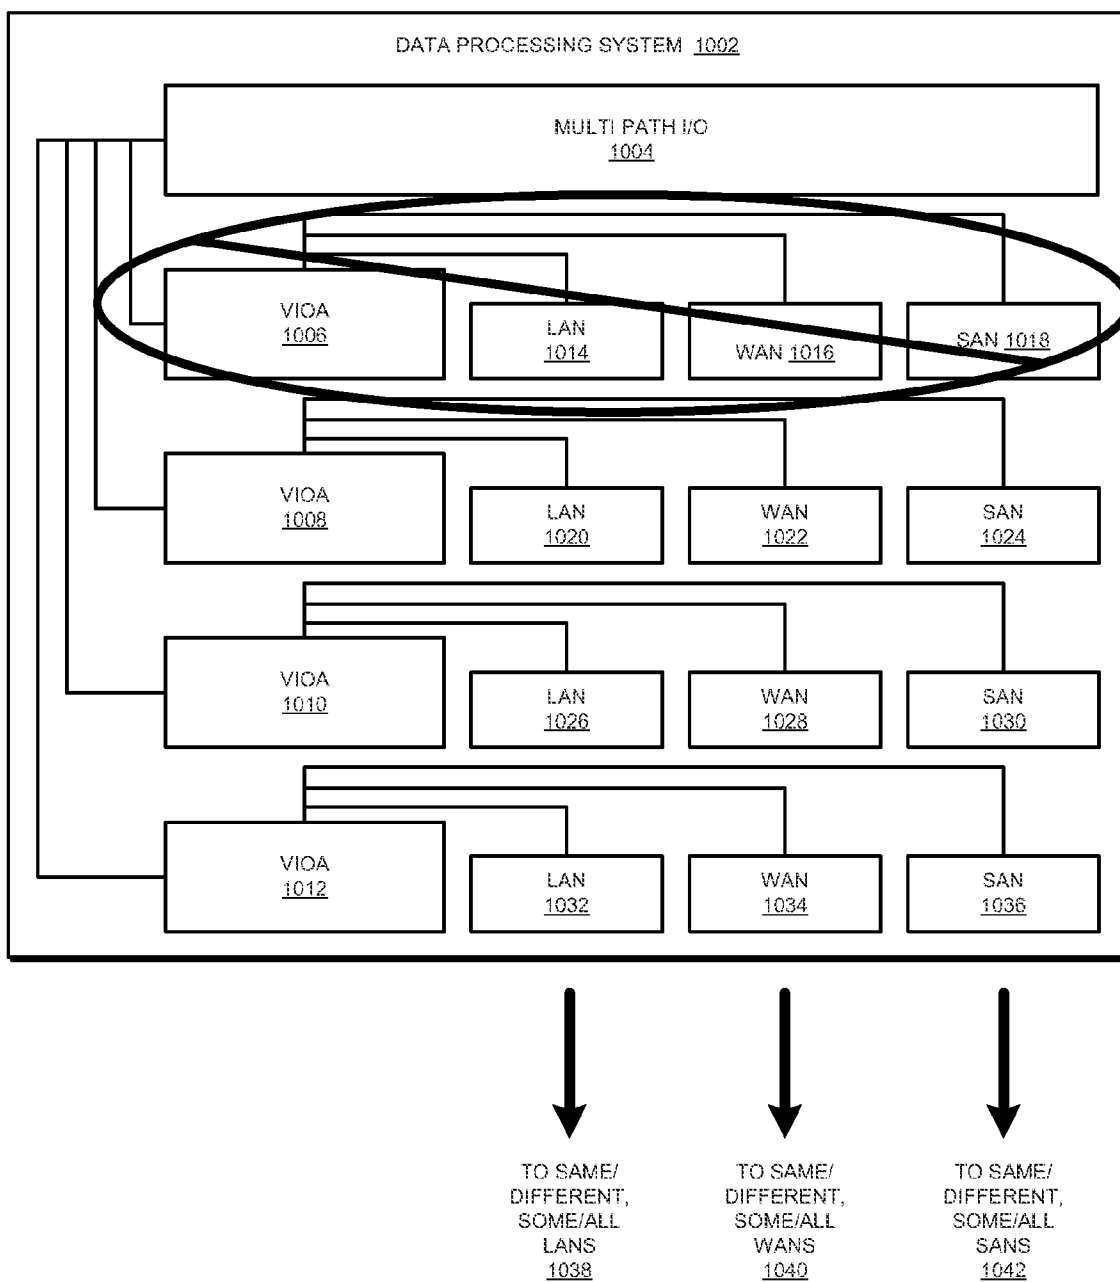 DATA PROCESSING SYSTEM 1002
MULTI PATH I/O
1004
VIOA
1006
LAN
1014
WAN 1016
SAN 1018
VIOA
1008
LAN
1020
WAN
1022
SAN
1024
VIOA
1010
LAN
1026
WAN
1028
SAN
1030
VIOA
1012
LAN
1032
WAN
1034
SAN
1036
TO SAME/
DIFFERENT,
SOME/ALL
LANS
1038
TO SAME/
DIFFERENT,
SOME/ALL
WANS
1040
TO SAME/
DIFFERENT,
SOME/ALL
SANS
1042